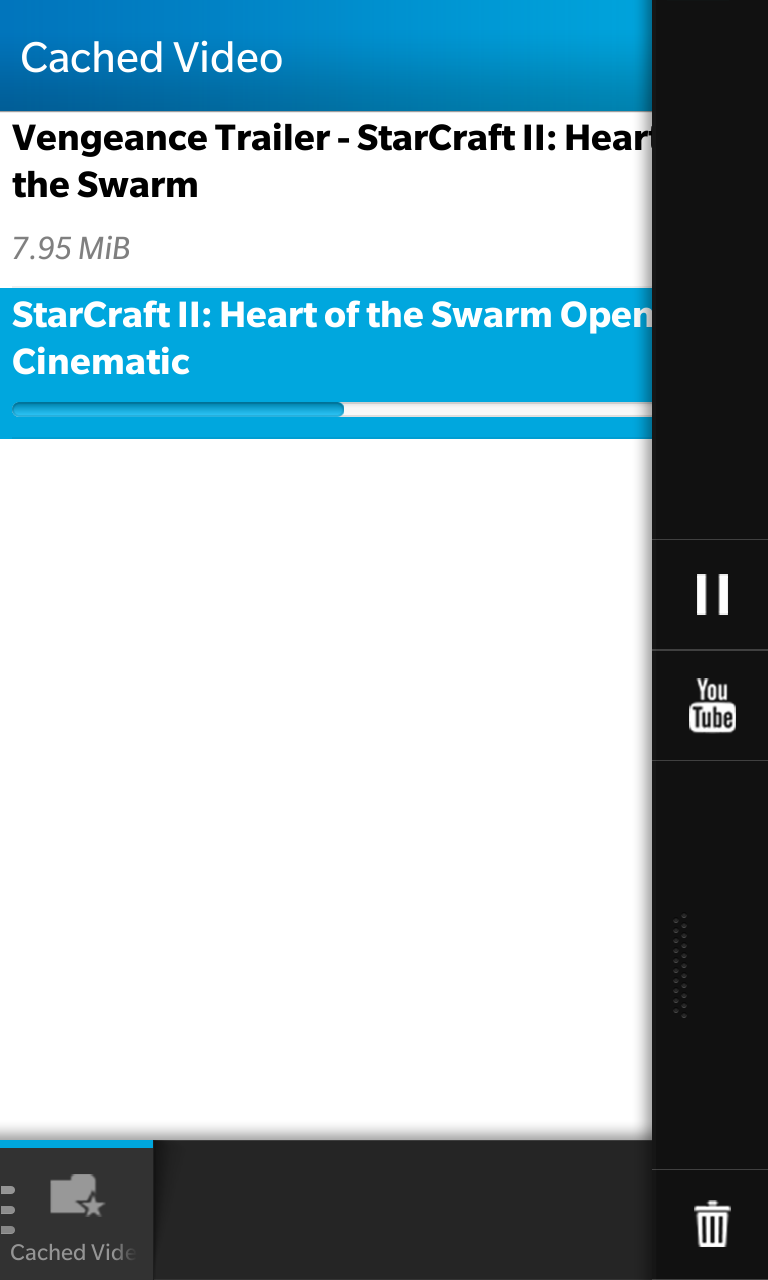 Cached Video
Vengeance Trailer - StarCraft II: Heart
the Swarm
7.95 MiB
StarCraft II: Heart of the Swarm Open
Cinematic
You
Tube
Cached Vide